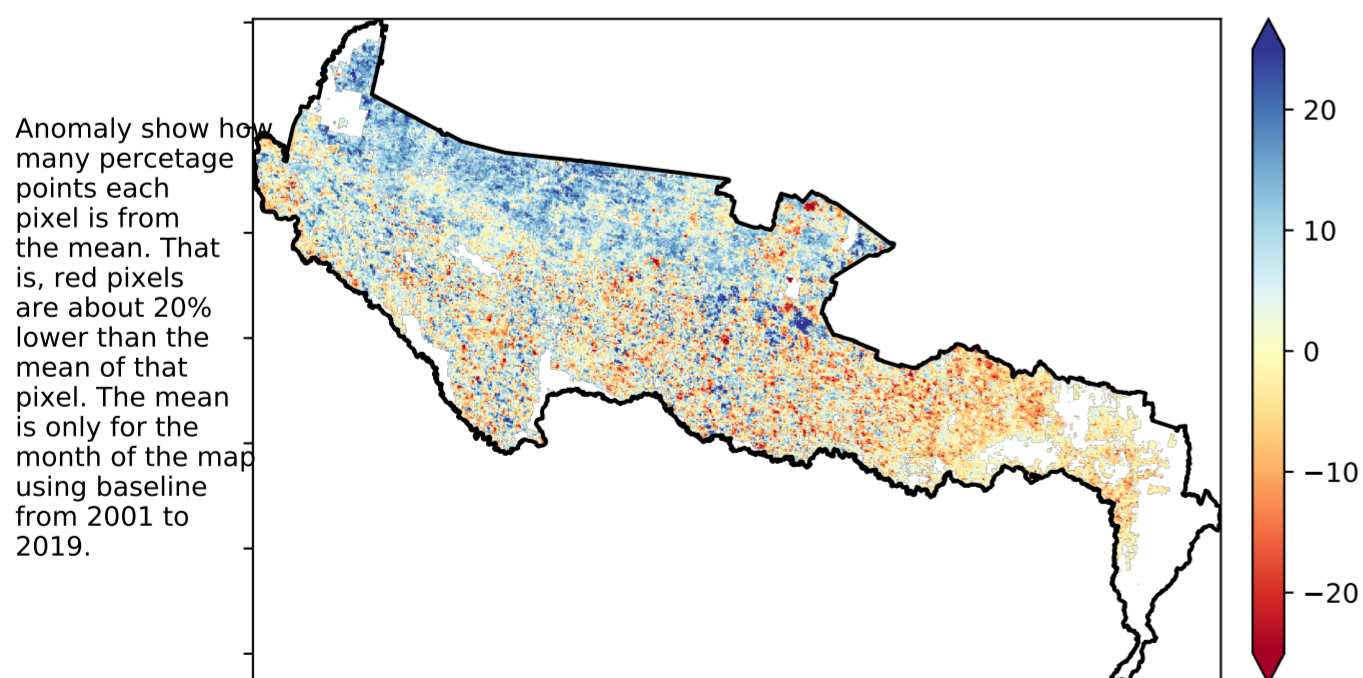 Anomaly show how
many percetage
points each
pixel is from
the mean. That
is, red pixels
are about 20%
lower than the
mean of that
pixel. The mean
is only for the
month of the map
using baseline
from 2001 to
2019.
20
10
0
−10
−20